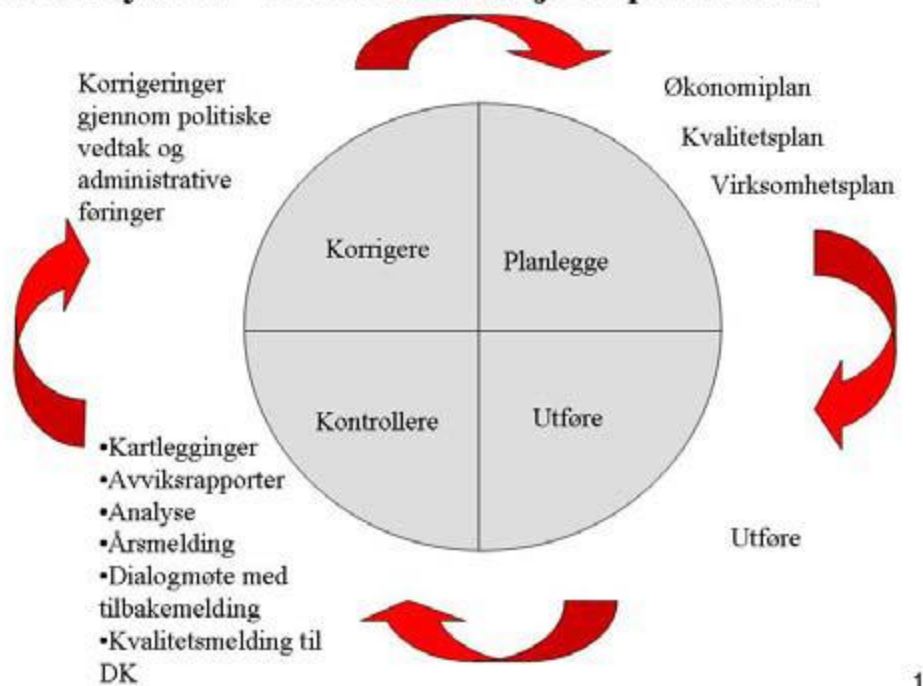 Korrigeringer
gjennom politiske
vedtak og
administrative
føringer
Økonomiplan
Kvalitetsplan
Virksomhetsplan
Korrigere
Planlegge
Kontrollere
Utføre
•Kartlegginger
•Avviksrapporter
•Analyse
•Årsmelding
•Dialogmøte med
tilbakemelding
•Kvalitetsmelding til
DK
Utføre
1